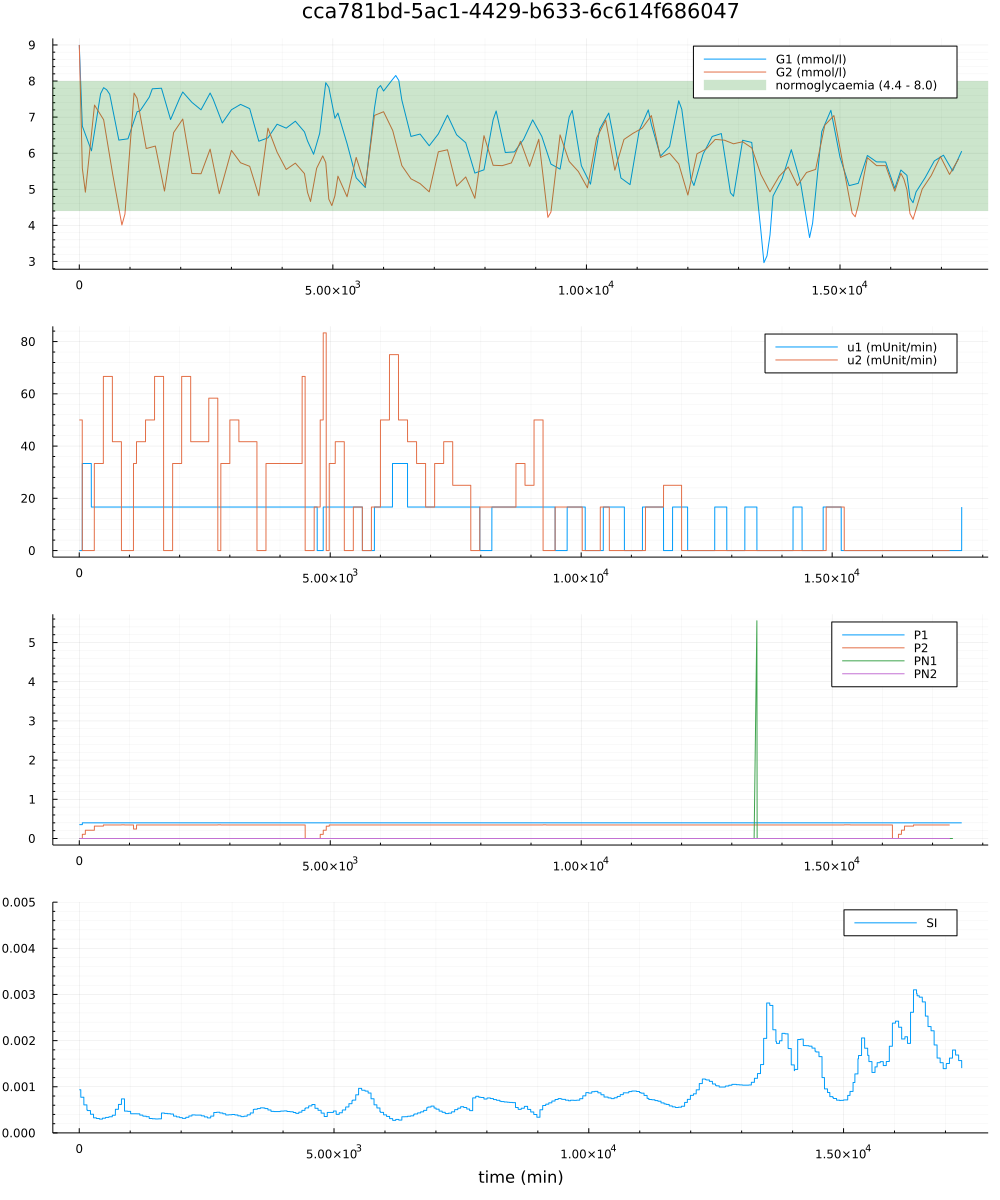 cca781bd-5ac1-4429-b633-6c614f686047
9
8
7
6
5
4
3
G1 (mmol/l)
G2 (mmol/l)
normoglycaemia (4.4 - 8.0)
0 5.00×10³ 1.00×10⁴ 1.50×10⁴
80
60
40
20
0
u1 (mUnit/min)
u2 (mUnit/min)
0 5.00×10³ 1.00×10⁴ 1.50×10⁴
5
4
3
2
1
0
P1
P2
PN1
PN2
0 5.00×10³ 1.00×10⁴ 1.50×10⁴
0.005
0.004
0.003
0.002
0.001
0.000
SI
0 5.00×10³ 1.00×10⁴ 1.50×10⁴
time (min)